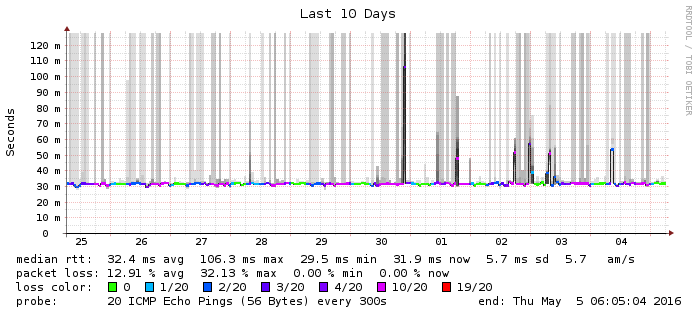 Last 10 Days
RRDTOOL / TOBI OETIKER
Seconds
120 m
110 m
100 m
90 m
80 m
70 m
60 m
50 m
40 m
30 m
20 m
10 m
0
25 26 27 28 29 30 01 02 03 04
median rtt: 32.4 ms avg 106.3 ms max 29.5 ms min 31.9 ms now 5.7 ms sd 5.7 am/s
packet loss: 12.91 % avg 32.13 % max 0.00 % min 0.00 % now
loss color: 0 1/20 2/20 3/20 4/20 10/20 19/20
probe: 20 ICMP Echo Pings (56 Bytes) every 300s end: Thu May 5 06:05:04 2016